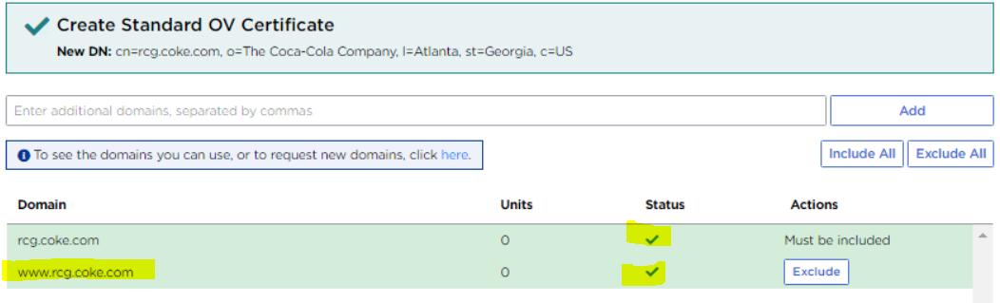 Create Standard OV Certificate
New DN: cn=rcg.coke.com, o=The Coca-Cola Company, l=Atlanta, st=Georgia, c=US
Enter additional domains, separated by commas
Add
To see the domains you can use, or to request new domains, click here.
Include All
Exclude All
Domain Units Status Actions
rcg.coke.com 0 Must be included
www.rcg.coke.com 0 Exclude